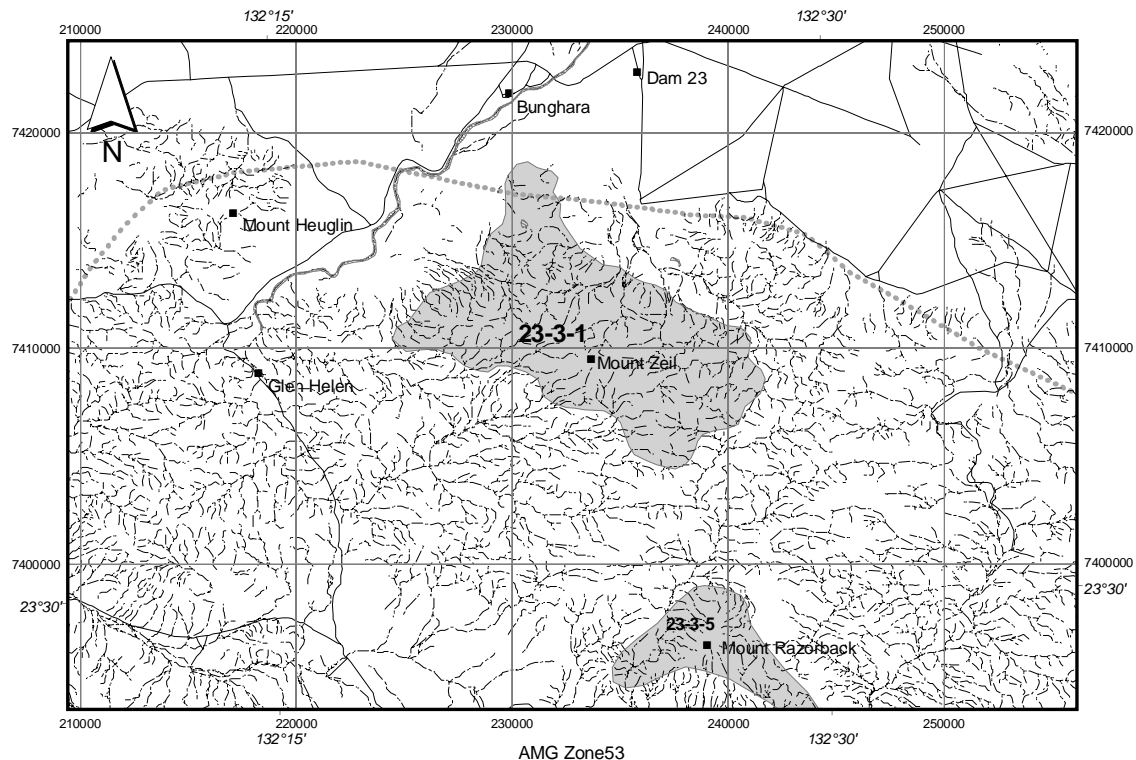 132°15' 132°30'
210000 220000 230000 240000 250000
Dam 23
Bunghara
7420000 7420000
N
Mount Heuglin
23-3-1
7410000 7410000
Mount Zeil
Glen Helen
7400000 7400000
23°30' 23°30'
23-3-5
Mount Razorback
210000 220000 230000 240000 250000
132°15' 132°30'
AMG Zone53